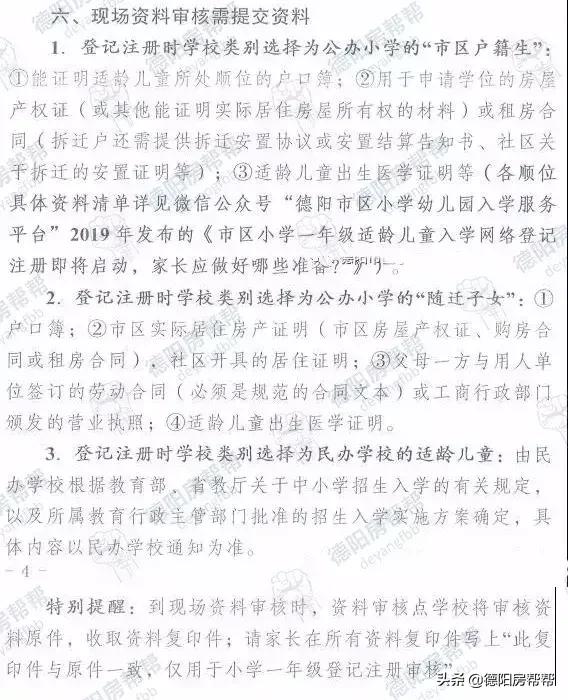 六、现场资料审核需提交资料
1. 登记注册时学校类别选择为公办小学的“市区户籍生”：
①能证明适龄儿童所处顺位的户口簿；②用于申请学位的房屋
产权证（或其他能证明实际居住房屋所有权的材料）或租房合
同（拆迁户还需提供拆迁安置协议或安置结算告知书、社区关
于拆迁的安置证明等）；③适龄儿童出生医学证明等（各顺位
具体资料清单详见微信公众号“德阳市区小学幼儿园入学服务
平台”2019年发布的《市区小学一年级适龄儿童入学网络登记
注册即将启动，家长应做好哪些准备？》）。
2. 登记注册时学校类别选择为公办小学的“随迁子女”：①
户口簿；②市区实际居住房产证明（市区房屋产权证、购房合
同或租房合同），社区开具的居住证明；③父母一方与用人单
位签订的劳动合同（必须是规范的合同文本）或工商行政部门
颁发的营业执照；④适龄儿童出生医学证明。
3. 登记注册时学校类别选择为民办学校的适龄儿童：由民
办学校根据教育部、省教厅关于中小学招生入学的有关规定，
以及所属教育行政主管部门批准的招生入学实施方案确定，具
体内容以民办学校通知为准。
- 4 -
特别提醒：到现场资料审核时，资料审核点学校将审核资
料原件，收取资料复印件；请家长在所有资料复印件写上“此复
印件与原件一致，仅用于小学一年级登记注册审核”
头条 @德阳房帮帮
德阳房帮帮
deyangfbb